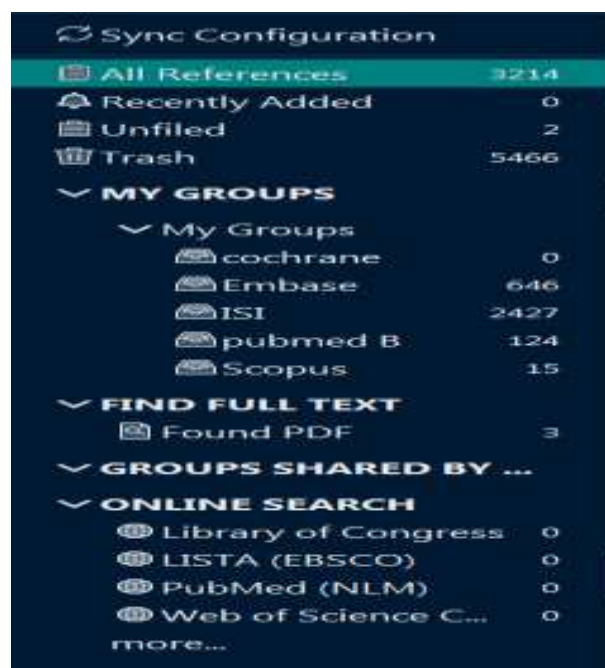 Sync Configuration
All References 3214
Recently Added 0
Unfiled 2
Trash 5466
MY GROUPS
My Groups
cochrane 0
Embase 646
ISI 2427
pubmed B 124
Scopus 15
FIND FULL TEXT
Found PDF 3
GROUPS SHARED BY ...
ONLINE SEARCH
Library of Congress 0
LISTA (EBSCO) 0
PubMed (NLM) 0
Web of Science C... 0
more...